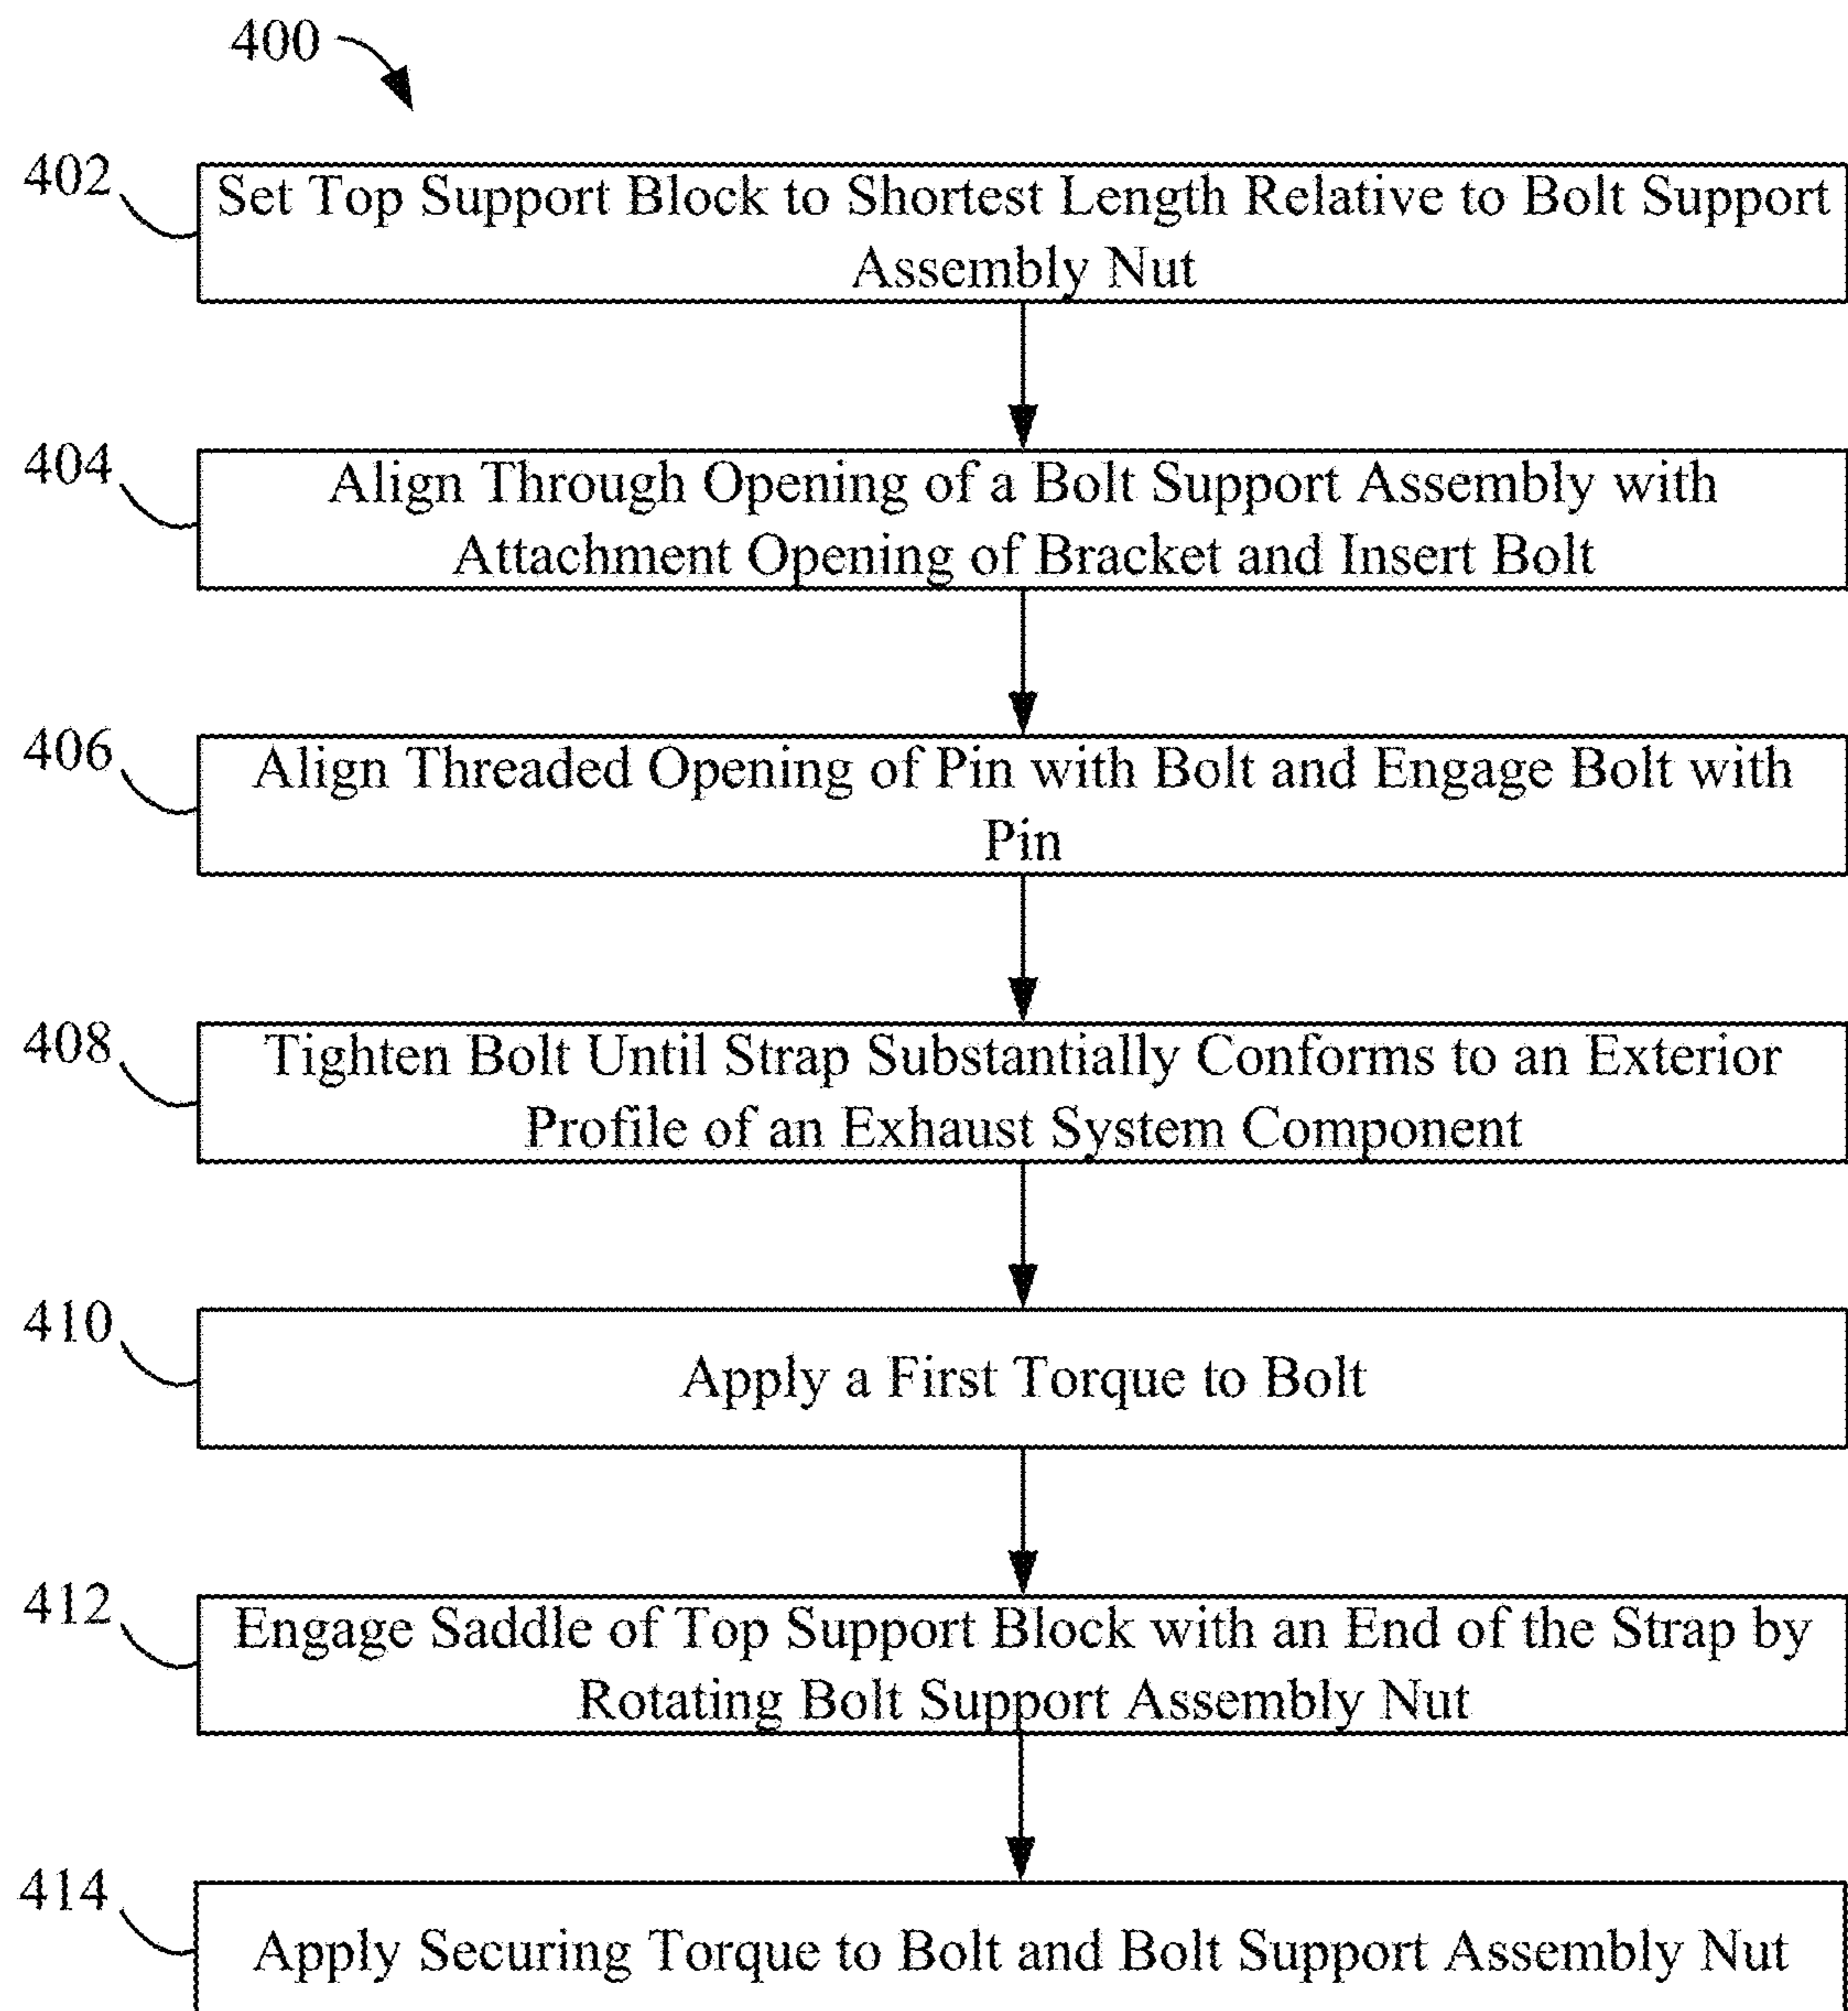 400
402
Set Top Support Block to Shortest Length Relative to Bolt Support
Assembly Nut
404
Align Through Opening of a Bolt Support Assembly with
Attachment Opening of Bracket and Insert Bolt
406
Align Threaded Opening of Pin with Bolt and Engage Bolt with
Pin
408
Tighten Bolt Until Strap Substantially Conforms to an Exterior
Profile of an Exhaust System Component
410
Apply a First Torque to Bolt
412
Engage Saddle of Top Support Block with an End of the Strap by
Rotating Bolt Support Assembly Nut
414
Apply Securing Torque to Bolt and Bolt Support Assembly Nut